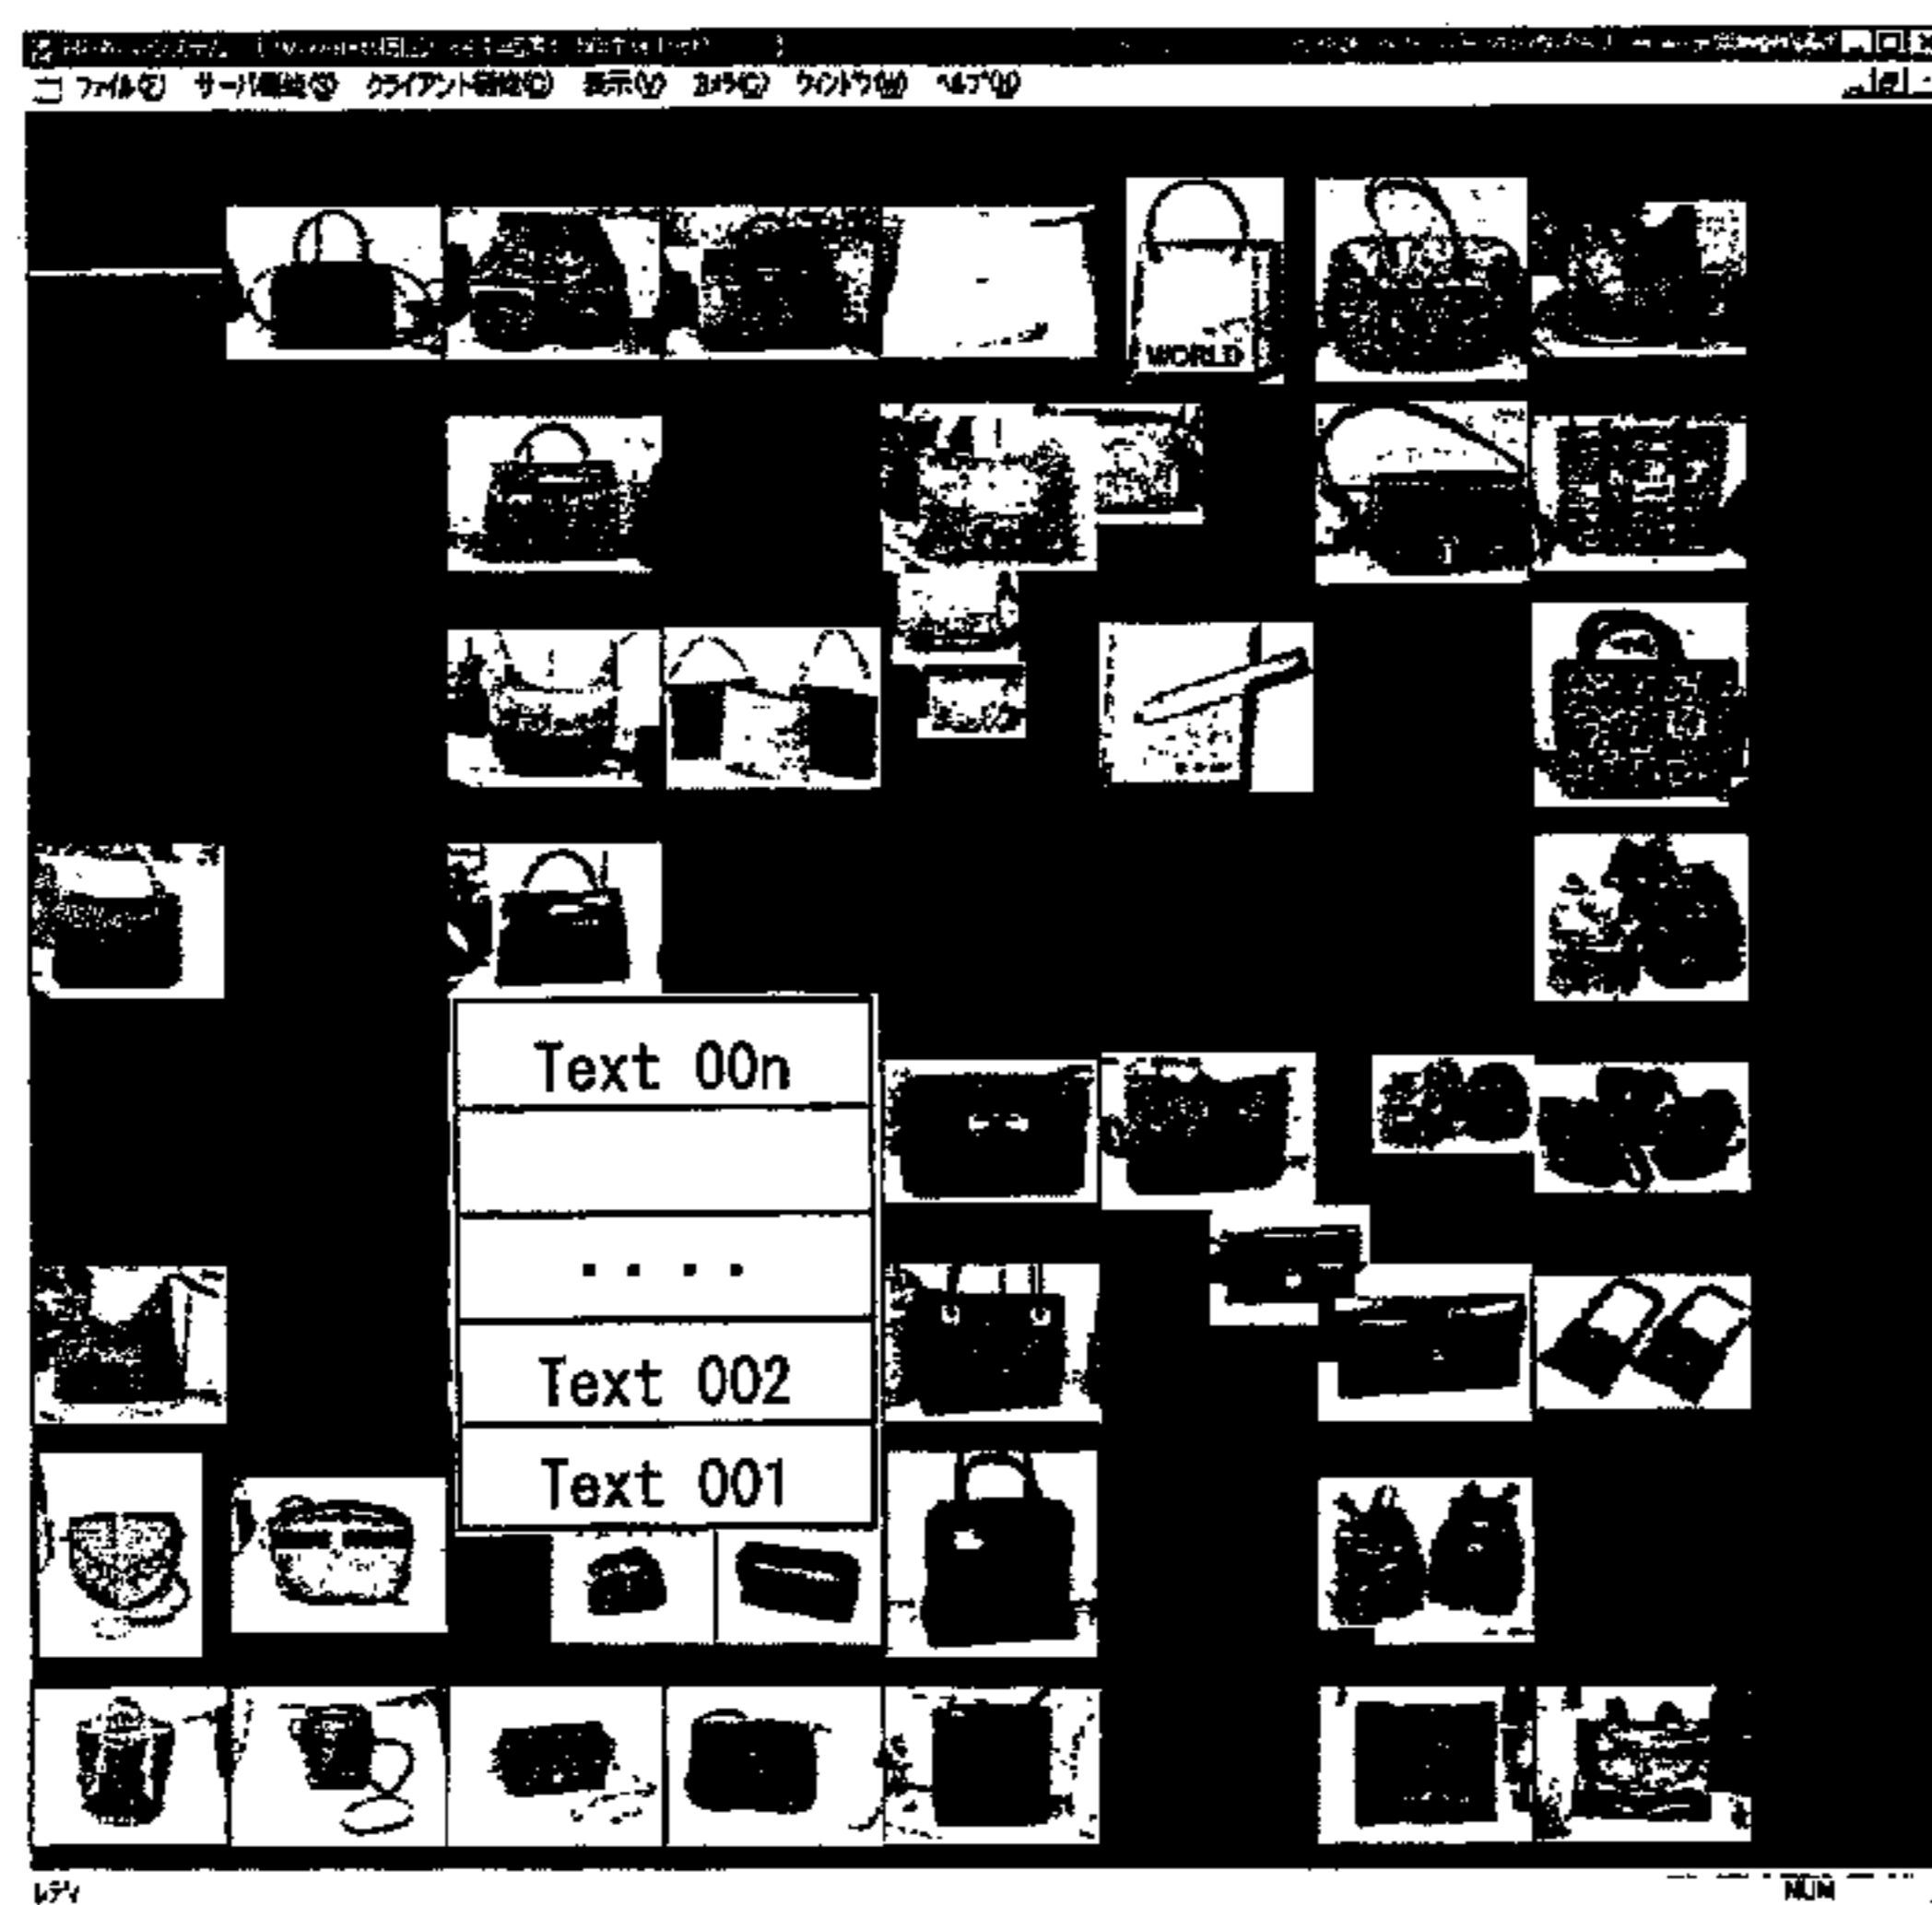 ファイル(F) サーバ接続(S) クライアント接続(C) 表示(V) カメラ(C) ウィンドウ(W) ヘルプ(H)
WORLD
Text 00n
. . . .
Text 002
Text 001
レディ
NUM